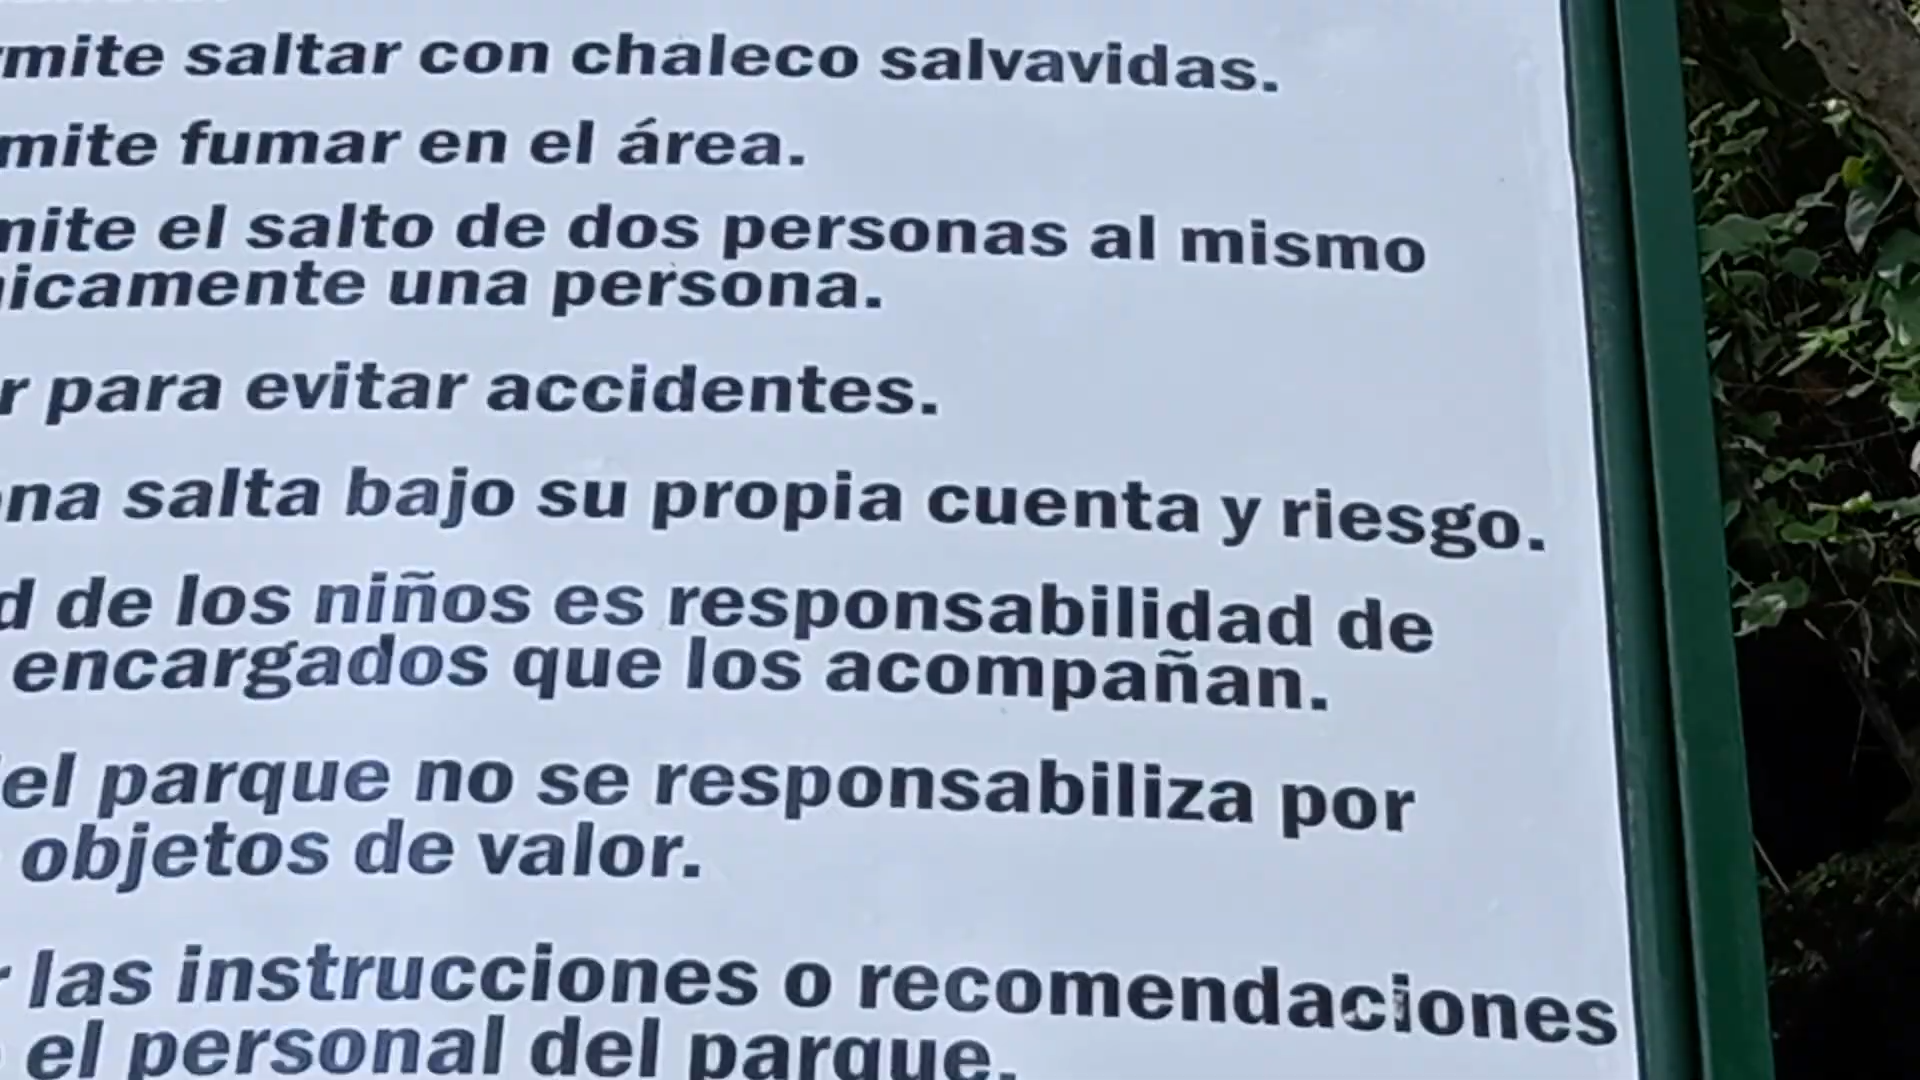 mite saltar con chaleco salvavidas.
mite fumar en el área.
mite el salto de dos personas al mismo
icamente una persona.
r para evitar accidentes.
na salta bajo su propia cuenta y riesgo.
d de los niños es responsabilidad de
encargados que los acompañan.
el parque no se responsabiliza por
objetos de valor.
r las instrucciones o recomendaciones
el personal del parque.